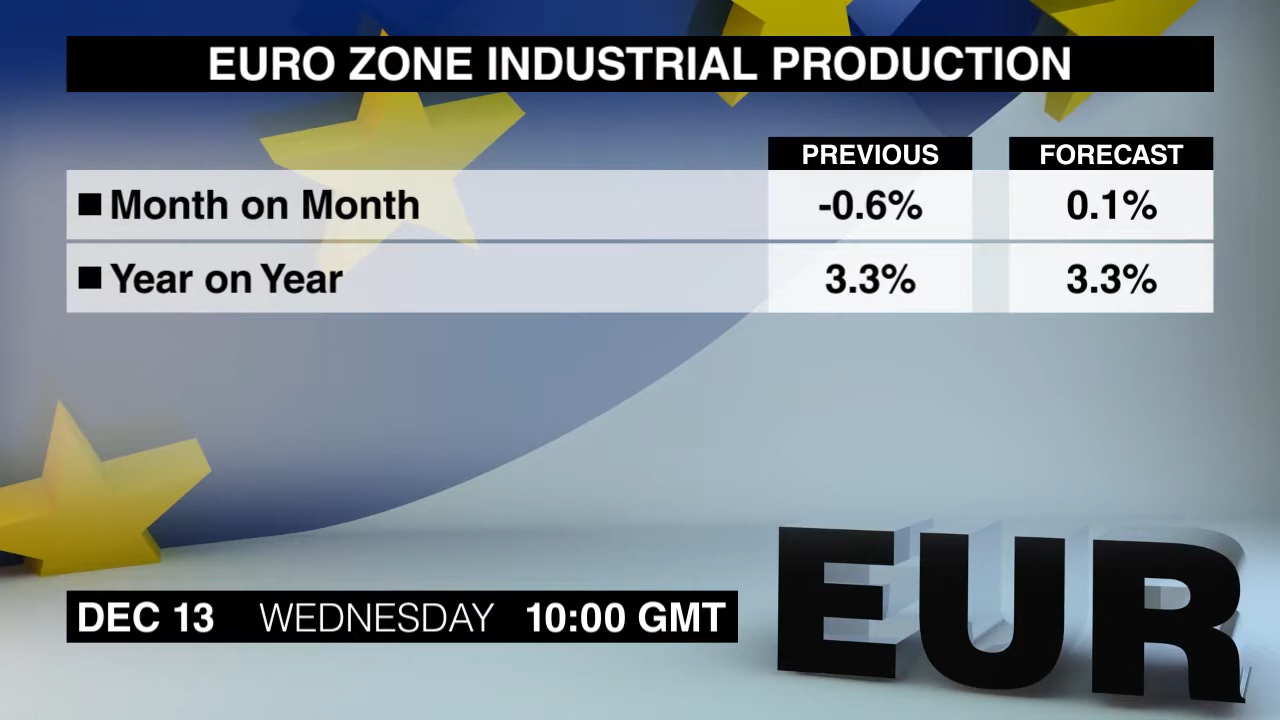 EURO ZONE INDUSTRIAL PRODUCTION
PREVIOUS FORECAST
Month on Month -0.6% 0.1%
Year on Year 3.3% 3.3%
DEC 13 WEDNESDAY 10:00 GMT
EUR